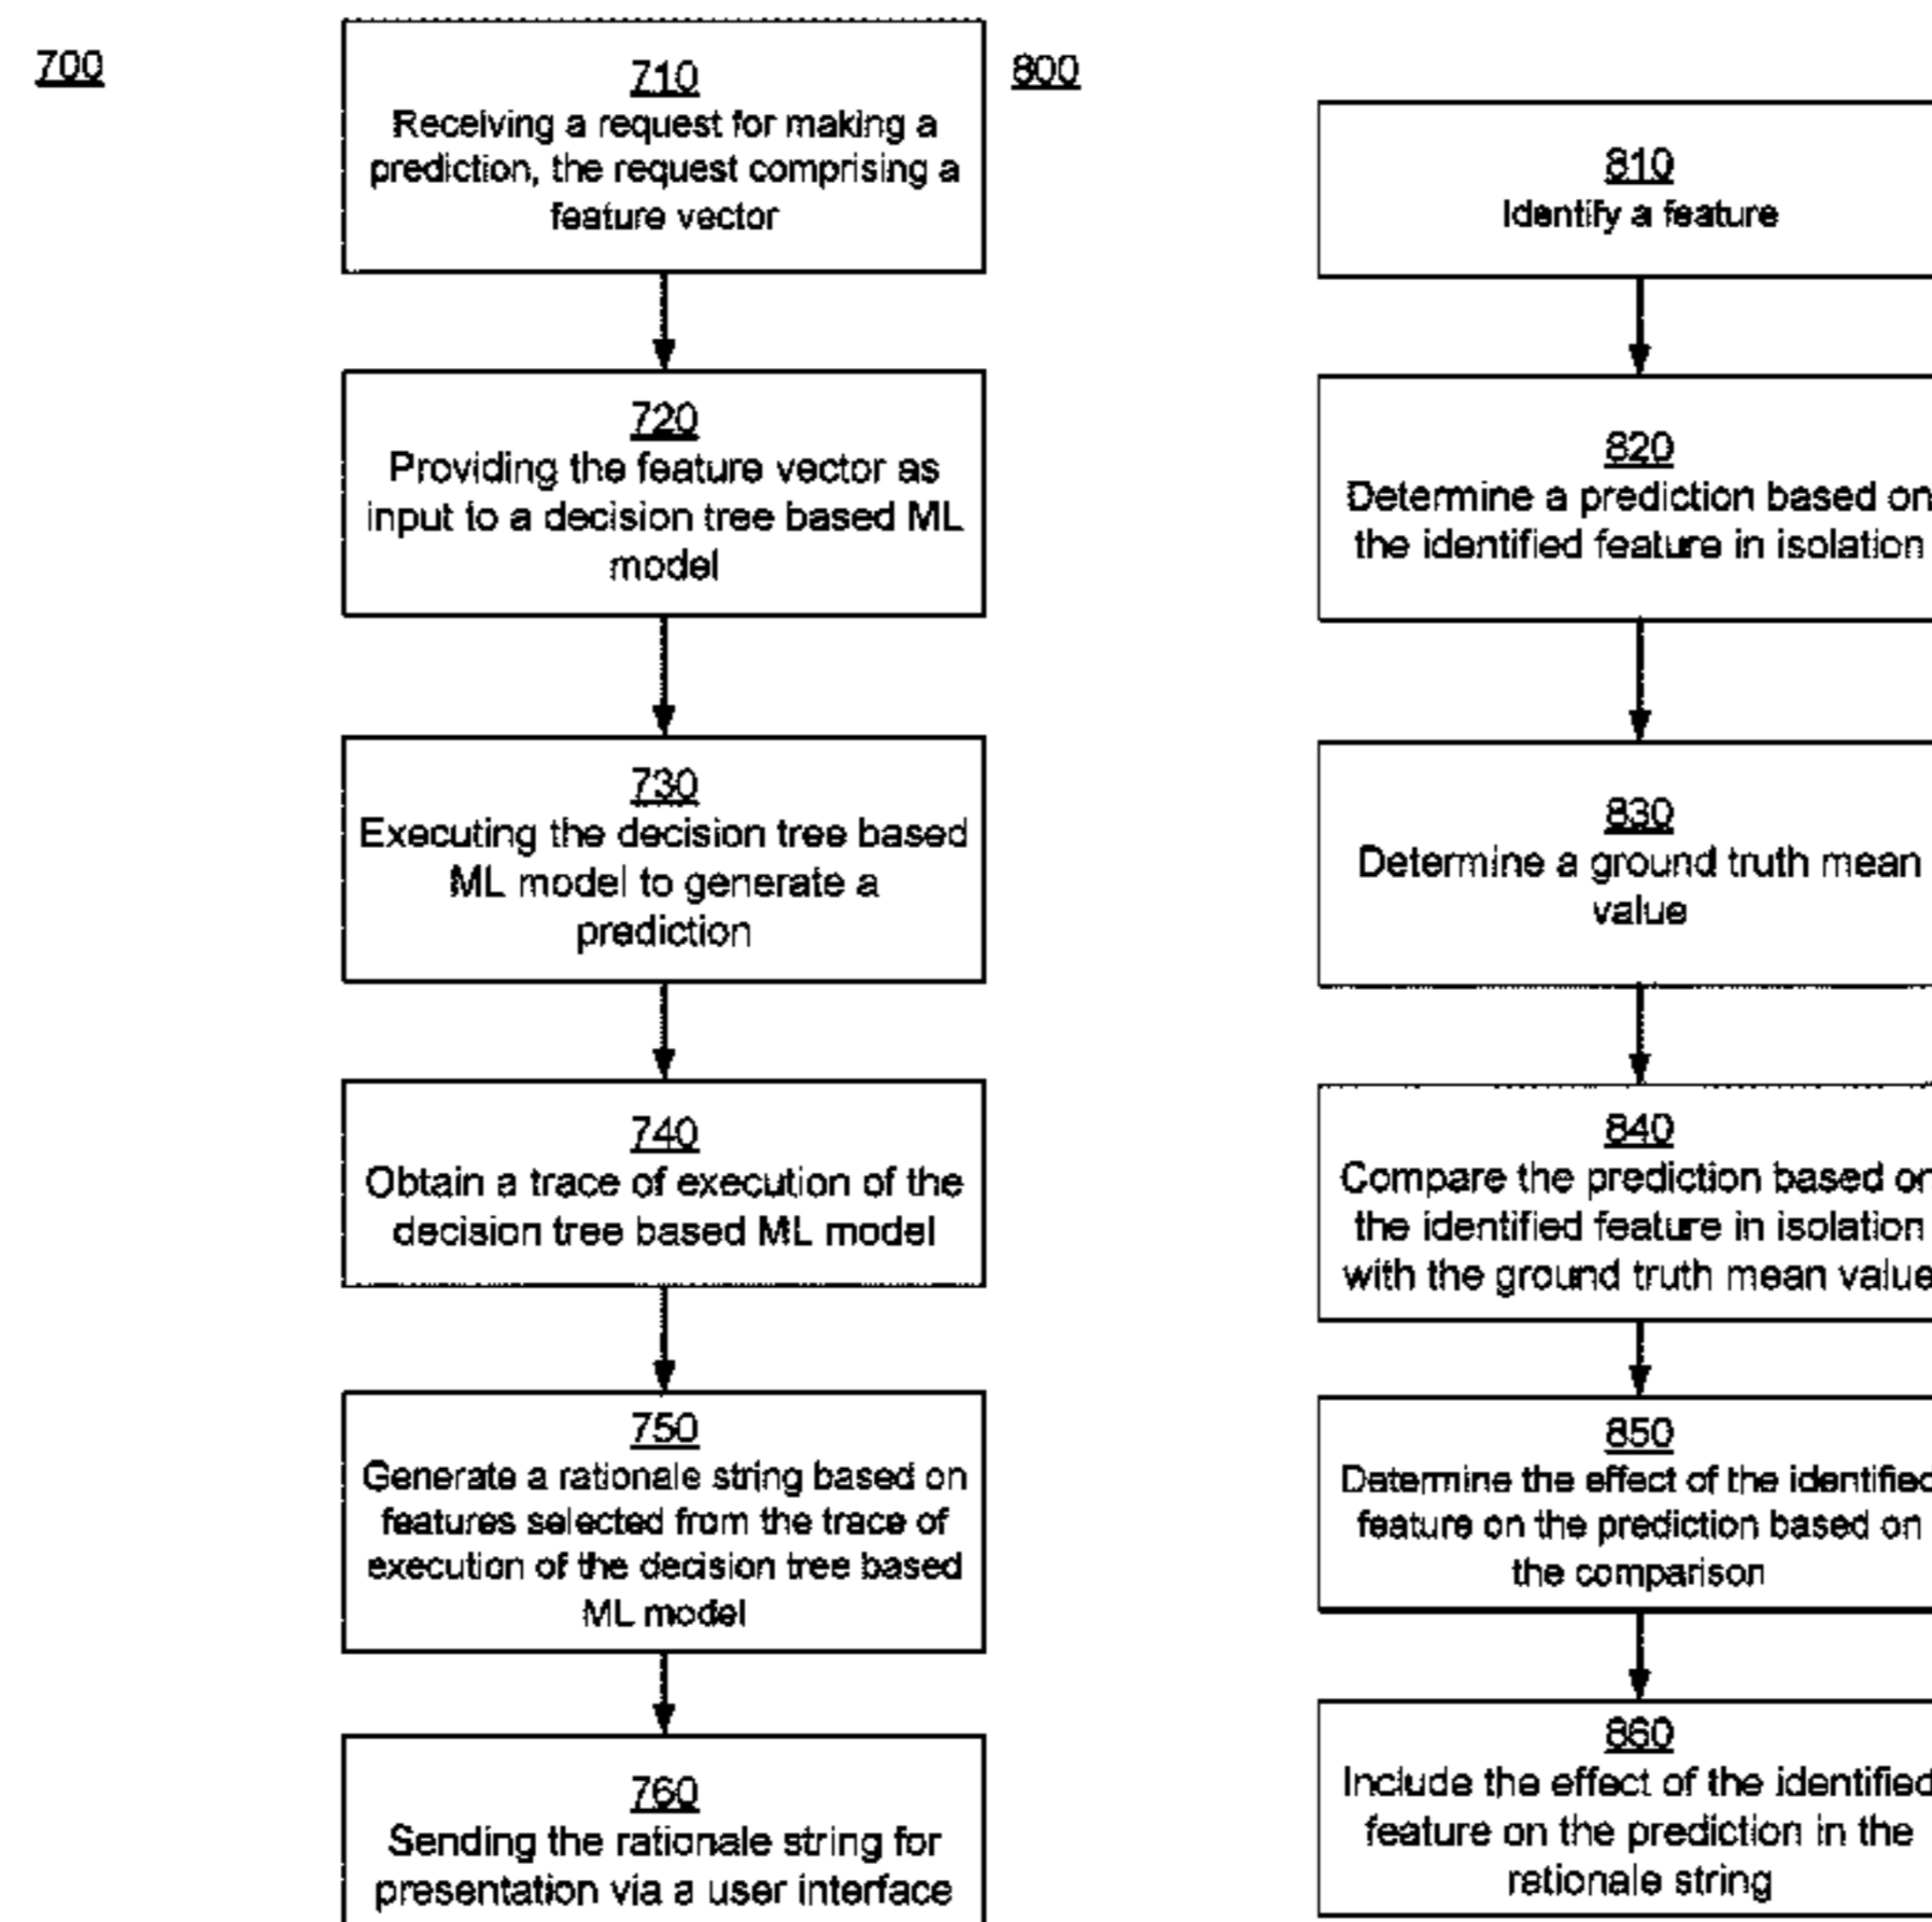 700
710
Receiving a request for making a
prediction, the request comprising a
feature vector
720
Providing the feature vector as
input to a decision tree based ML
model
730
Executing the decision tree based
ML model to generate a
prediction
740
Obtain a trace of execution of the
decision tree based ML model
750
Generate a rationale string based on
features selected from the trace of
execution of the decision tree based
ML model
760
Sending the rationale string for
presentation via a user interface
800
810
Identify a feature
820
Determine a prediction based on
the identified feature in isolation
830
Determine a ground truth mean
value
840
Compare the prediction based on
the identified feature in isolation
with the ground truth mean value
850
Determine the effect of the identified
feature on the prediction based on
the comparison
860
Include the effect of the identified
feature on the prediction in the
rationale string